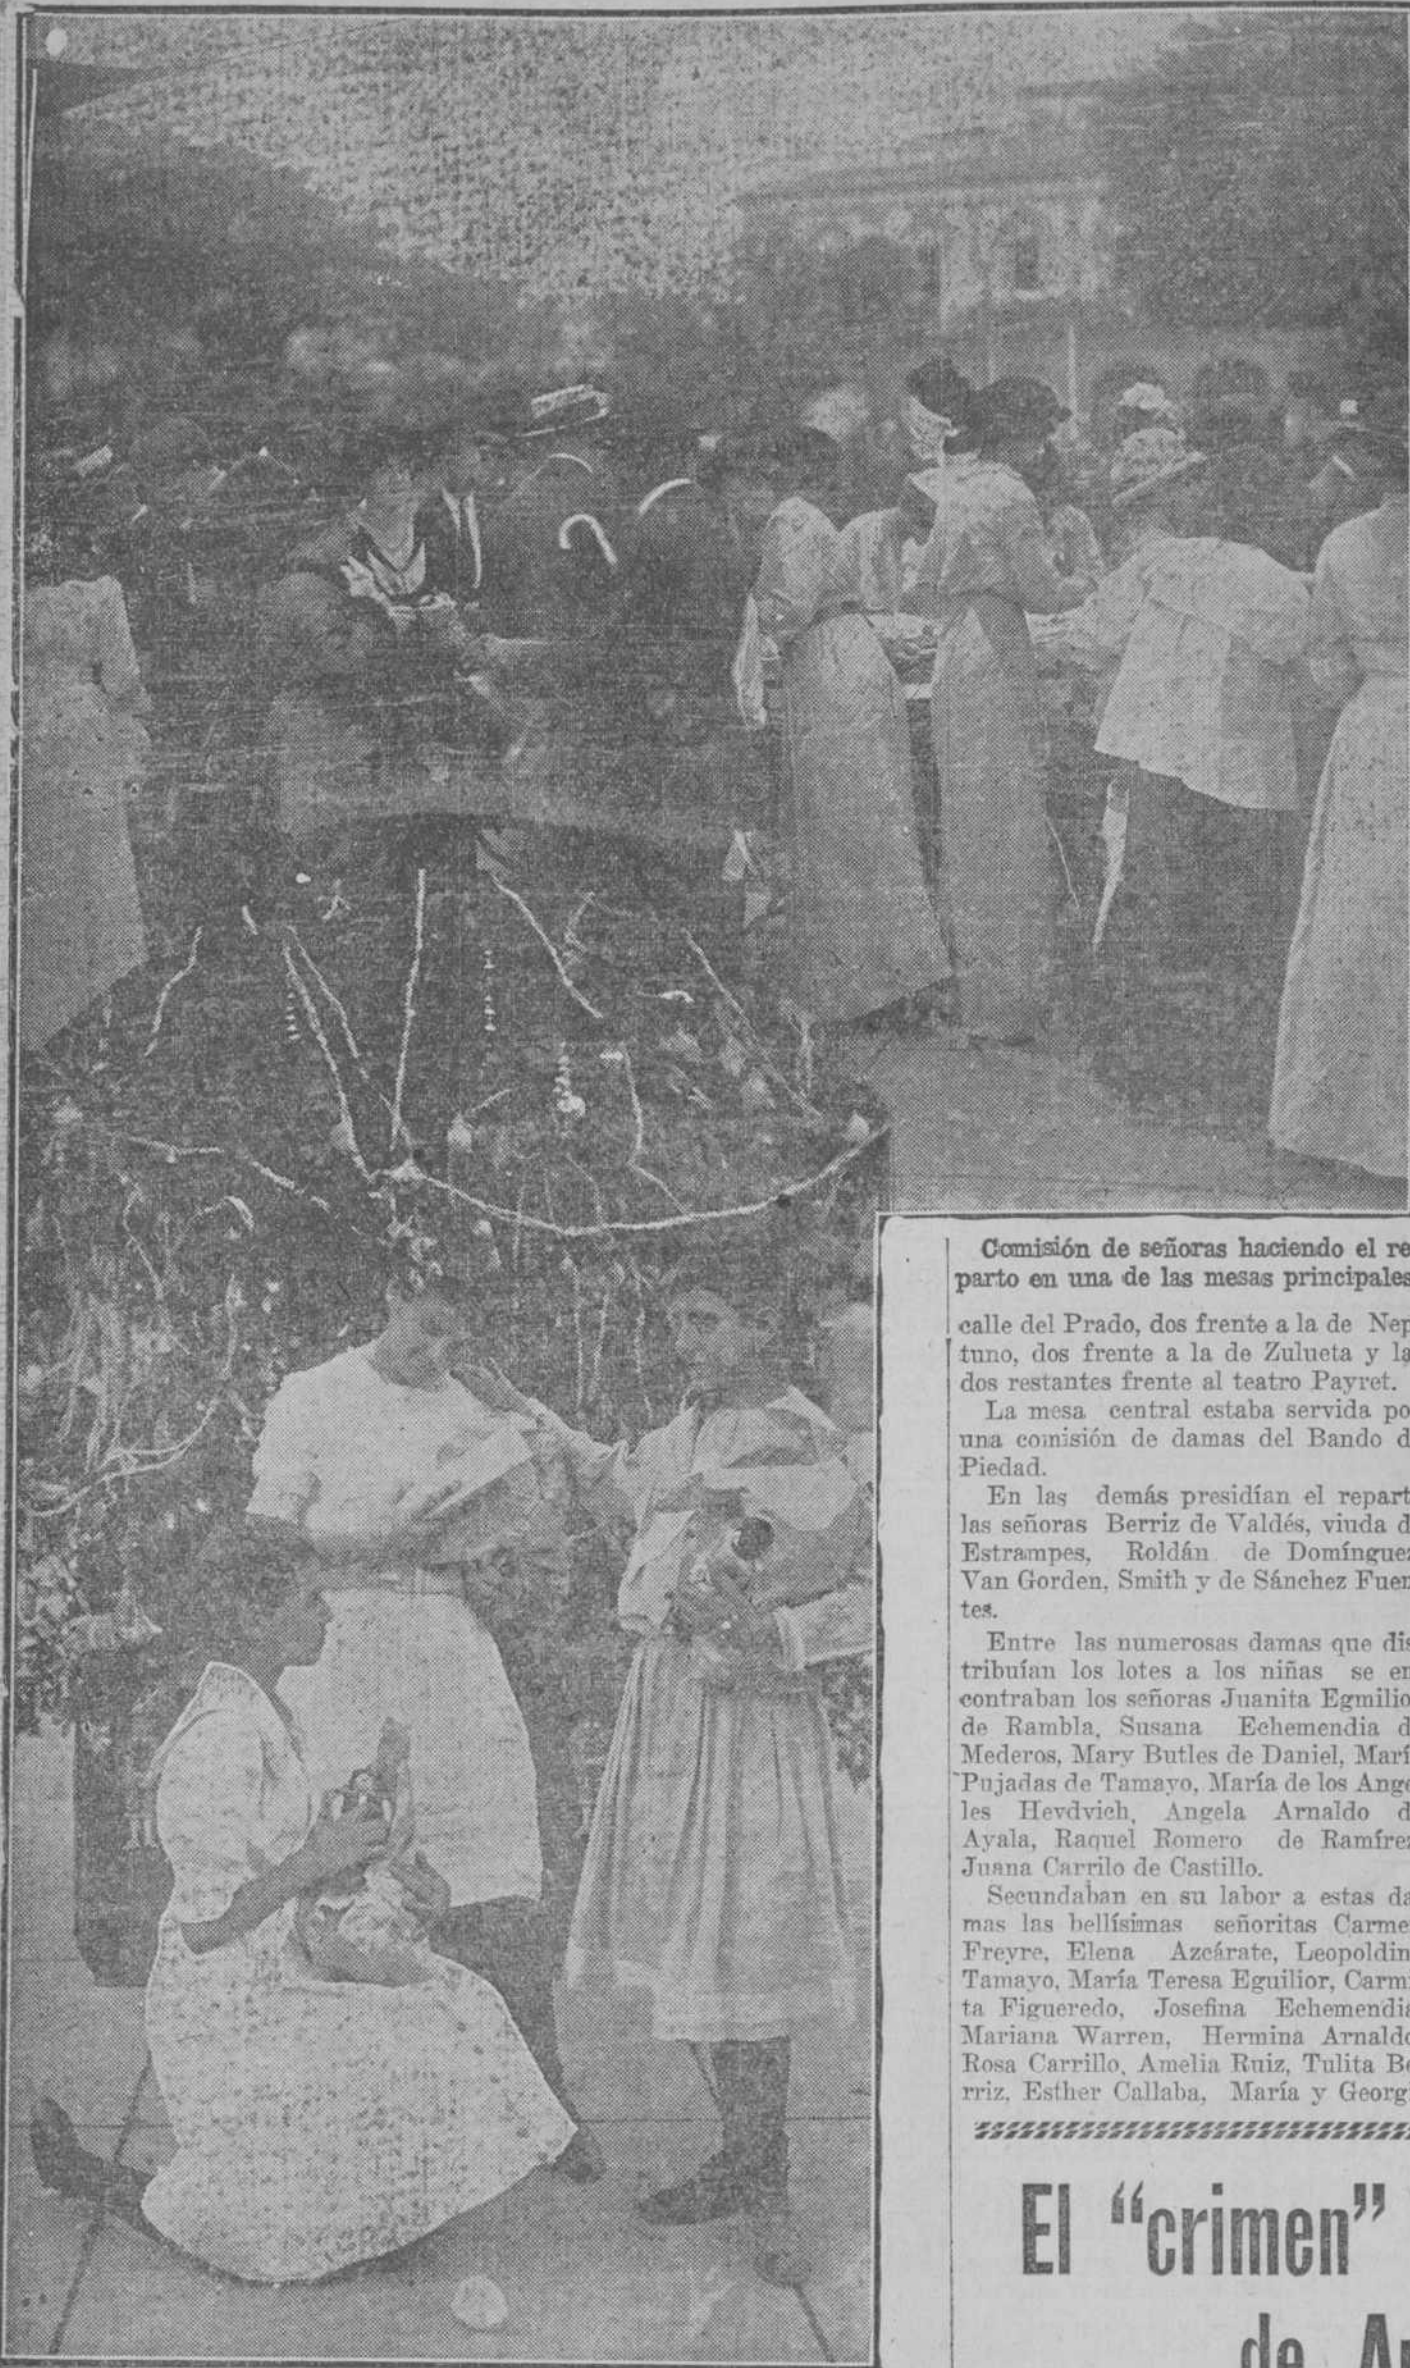 Comisión de señoras haciendo el re
parto en una de las mesas principales
calle del Prado, dos frente a la de Nep
tuno, dos frente a la de Zulueta y la
dos restantes frente al teatro Payret.
La mesa central estaba servida po
una comisión de damas del Bando d
Piedad.
En las demás presidían el repart
las señoras Berriz de Valdés, viuda d
Estrampes, Roldán de Domínguez
Van Gorden, Smith y de Sánchez Fuen
tes.
Entre las numerosas damas que dis
tribuían los lotes a los niñas se en
contraban los señoras Juanita Egmilio
de Rambla, Susana Echemendia d
Mederos, Mary Butles de Daniel, Marí
Pujadas de Tamayo, María de los Ange
les Hevdvich, Angela Arnaldo d
Ayala, Raquel Romero de Ramírez
Juana Carrilo de Castillo.
Secundaban en su labor a estas da
mas las bellísimas señoritas Carme
Freyre, Elena Azcárate, Leopoldin
Tamayo, María Teresa Eguilior, Carmi
ta Figueredo, Josefina Echemendia
Mariana Warren, Hermina Arnaldo
Rosa Carrillo, Amelia Ruiz, Tulita Be
rriz, Esther Callaba, María y Georgi
El “crimen”
de